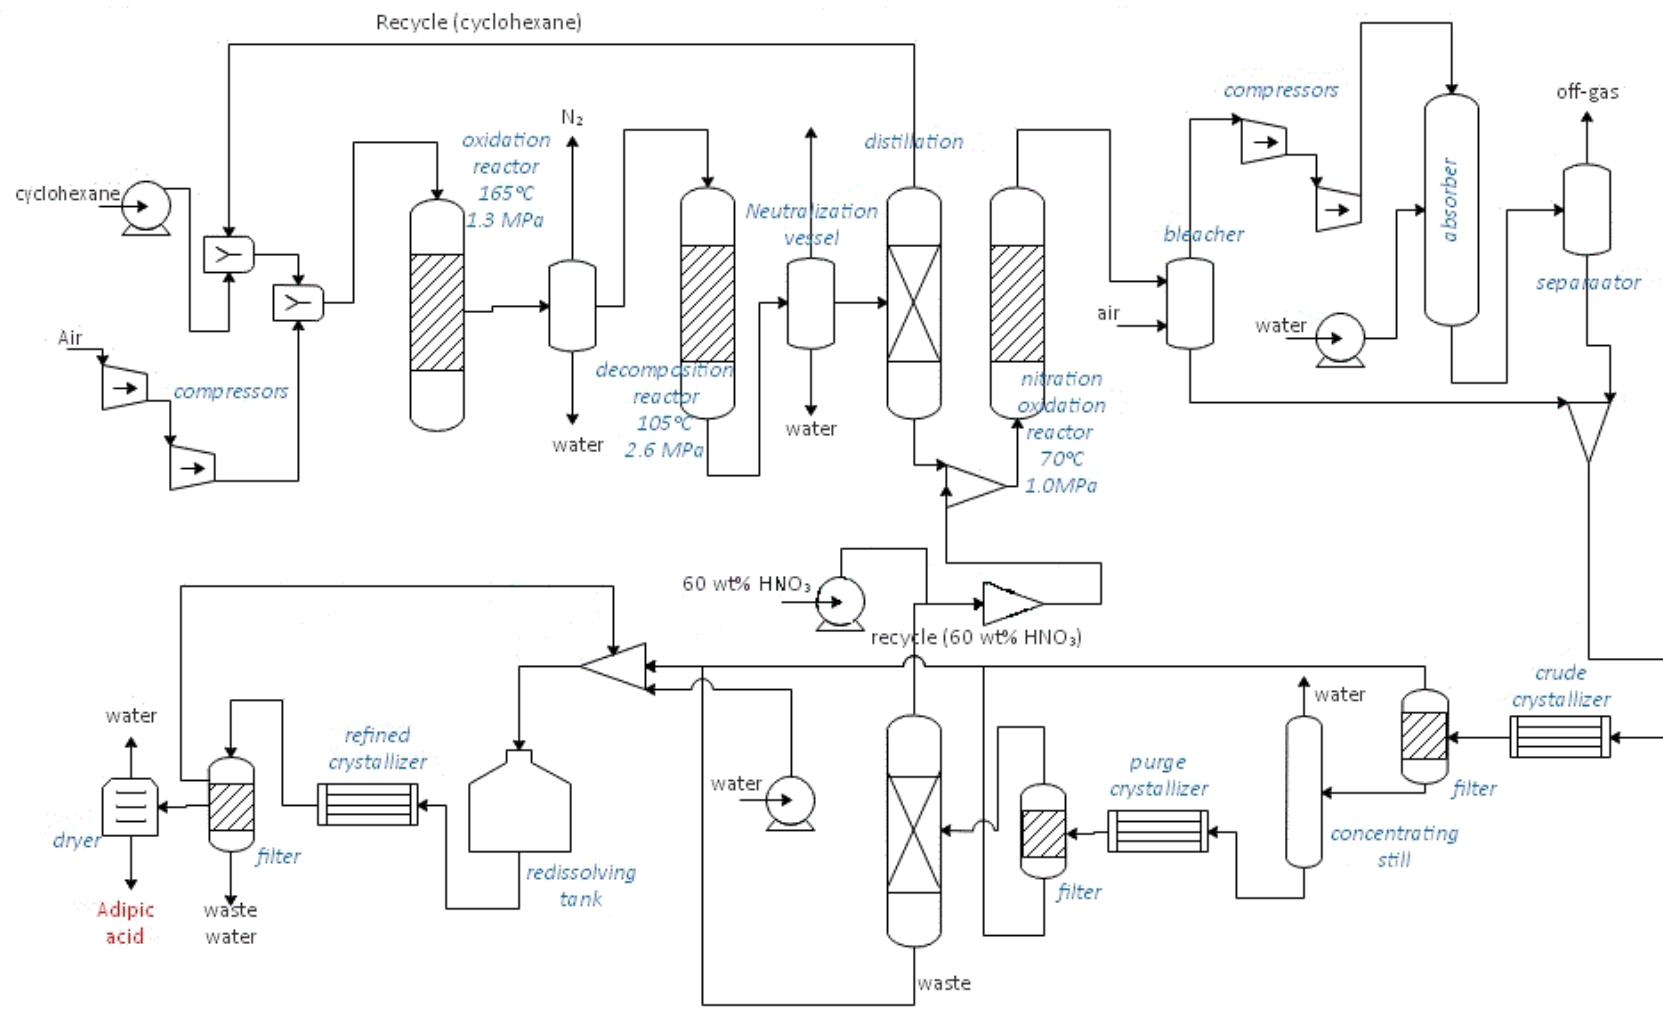 Recycle (cyclohexane)
compressors
off-gas
N₂
oxidation
reactor
165°C
1.3 MPa
distillation
cyclohexane
absorber
Neutralization
vessel
bleacher
separaator
air
water
Air
compressors
decomposition
reactor
105°C
2.6 MPa
nitration
oxidation
reactor
70°C
1.0MPa
water
water
60 wt% HNO₃
recycle (60 wt% HNO₃)
crude
crystallizer
water
water
refined
crystallizer
purge
crystallizer
water
filter
dryer
filter
concentrating
still
redissolving
tank
filter
Adipic
acid
waste
water
waste